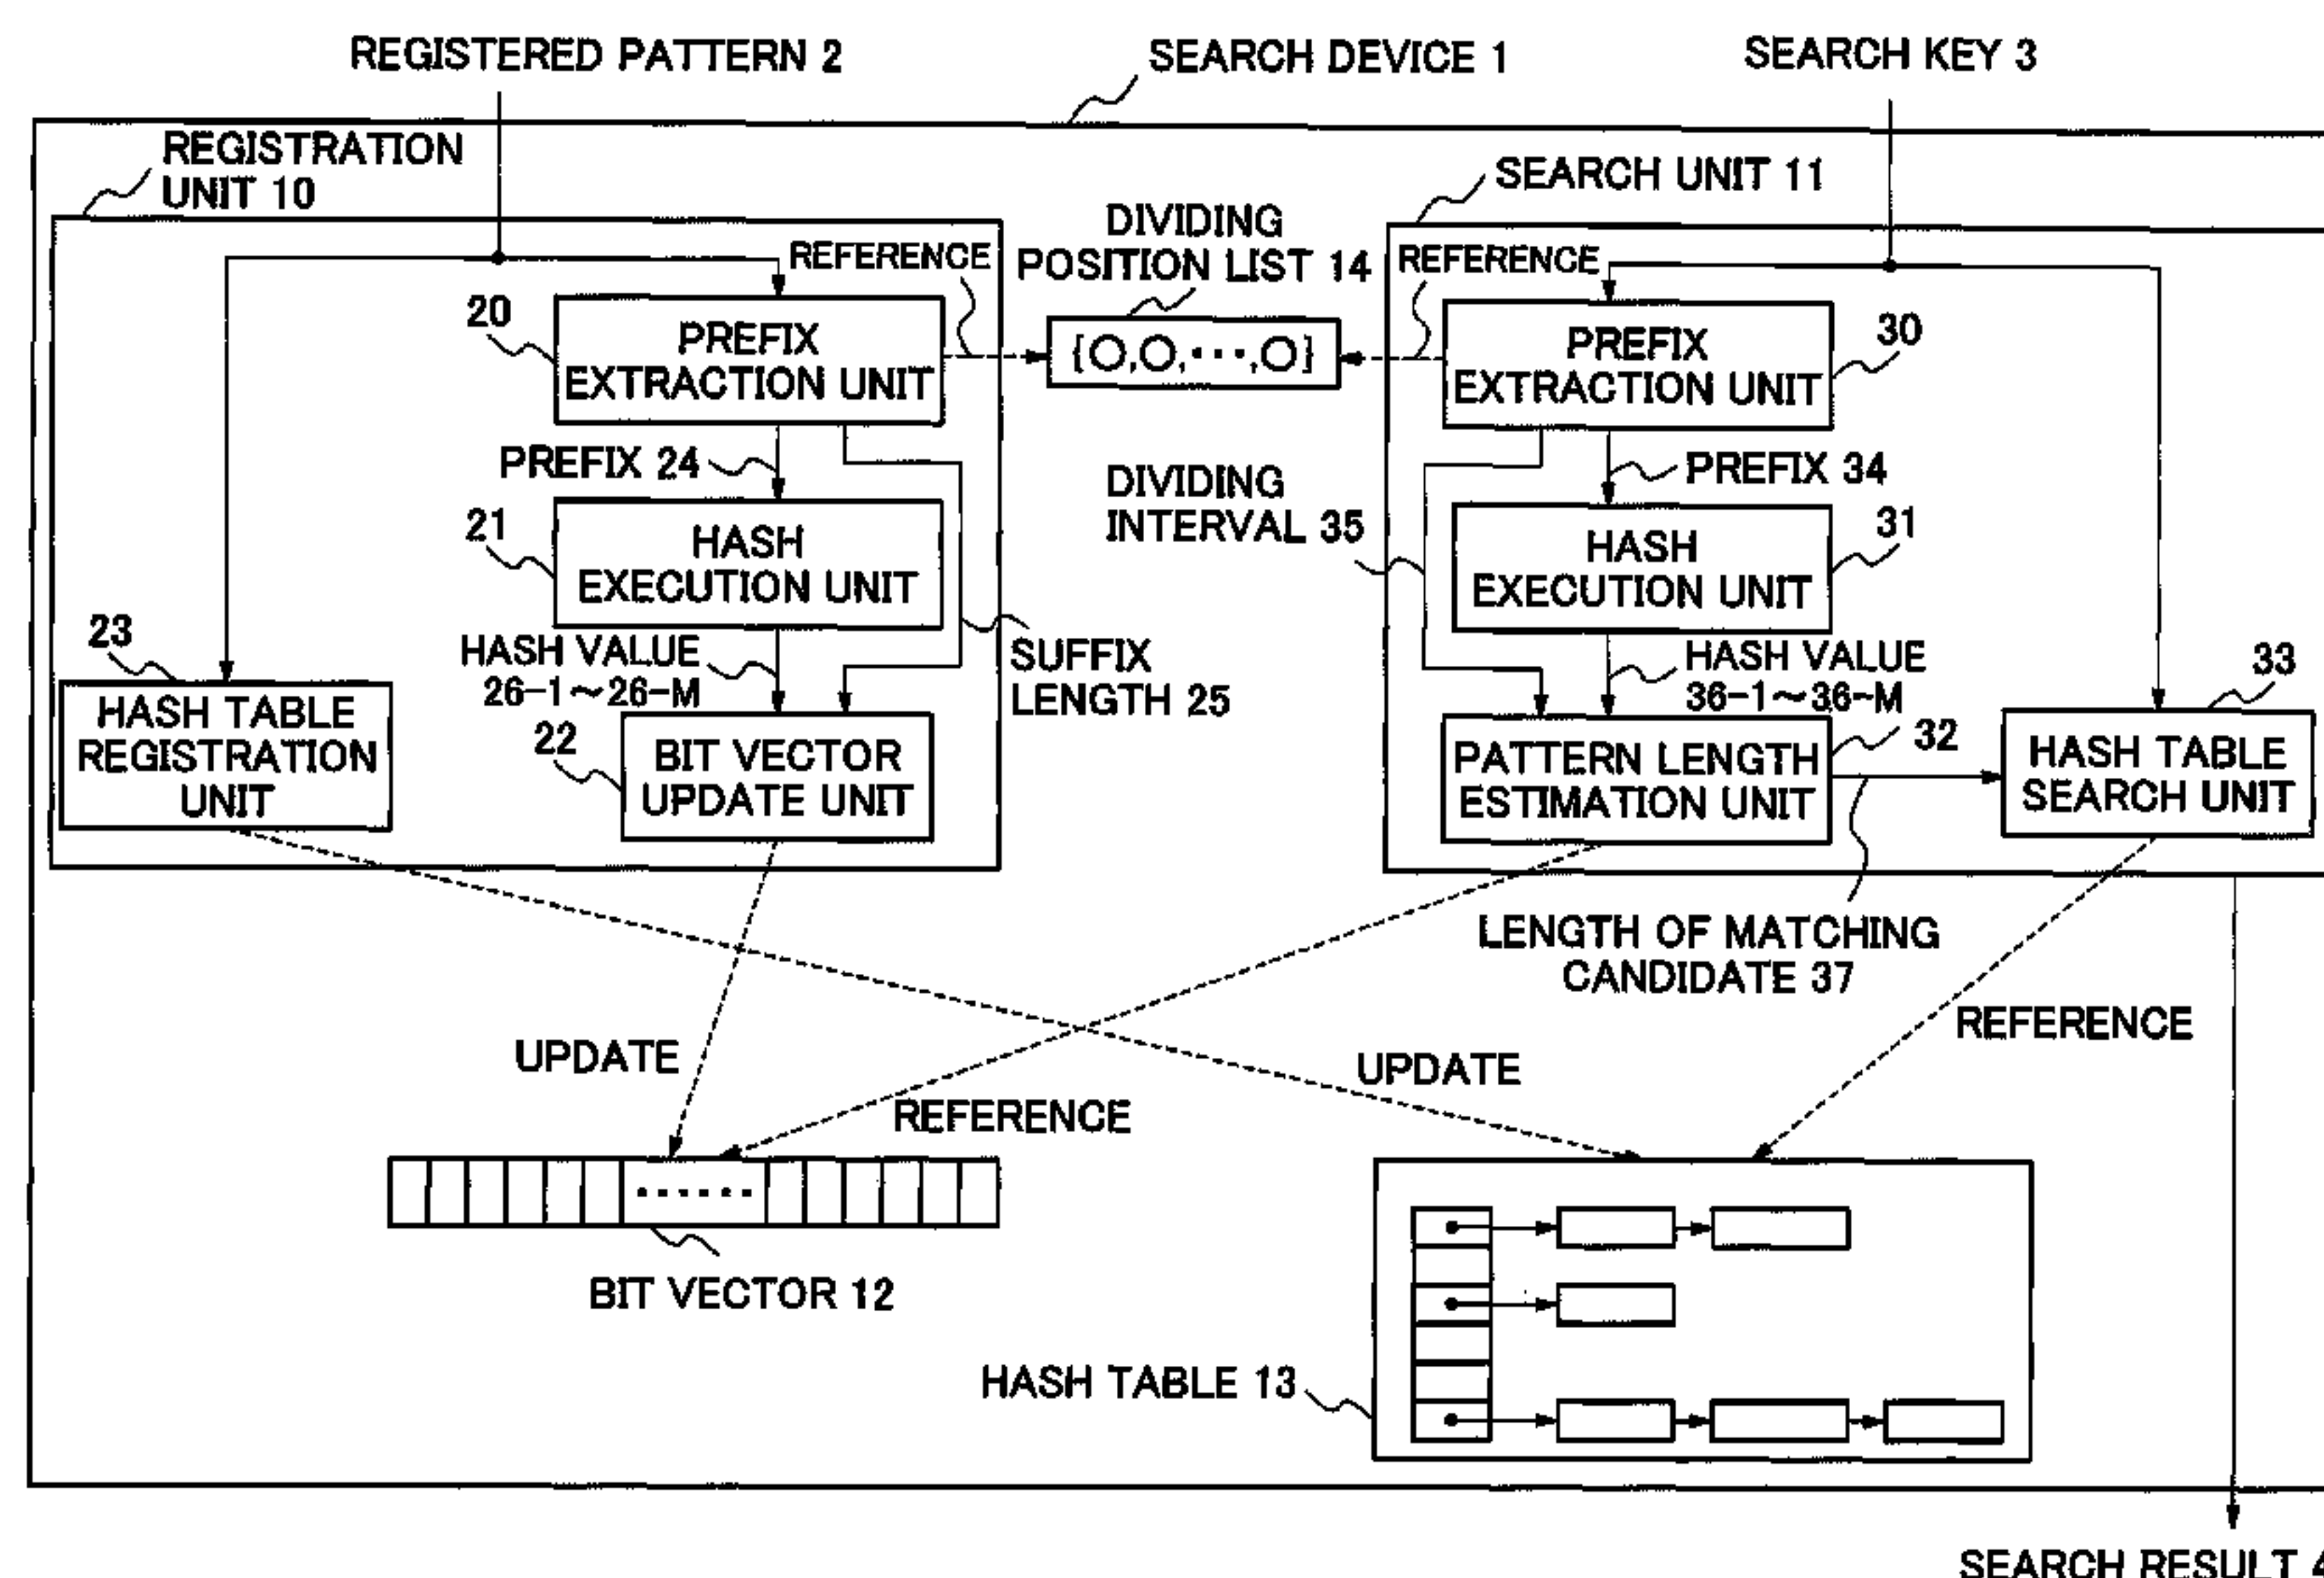 REGISTERED PATTERN 2
SEARCH DEVICE 1
SEARCH KEY 3
REGISTRATION
UNIT 10
SEARCH UNIT 11
DIVIDING
POSITION LIST 14
REFERENCE
REFERENCE
{○,○,···,○}
20
PREFIX
EXTRACTION UNIT
30
PREFIX
EXTRACTION UNIT
PREFIX 24
PREFIX 34
DIVIDING
INTERVAL 35
21
HASH
EXECUTION UNIT
31
HASH
EXECUTION UNIT
23
HASH TABLE
REGISTRATION
UNIT
HASH VALUE
26-1~26-M
SUFFIX
LENGTH 25
HASH VALUE
36-1~36-M
33
22
BIT VECTOR
UPDATE UNIT
PATTERN LENGTH
ESTIMATION UNIT
32
HASH TABLE
SEARCH UNIT
LENGTH OF MATCHING
CANDIDATE 37
UPDATE
REFERENCE
UPDATE
REFERENCE
······
BIT VECTOR 12
HASH TABLE 13
SEARCH RESULT 4